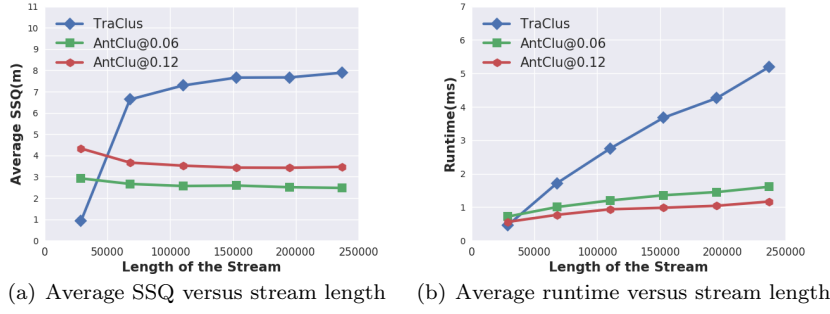 11
10
9
8
7
6
5
4
3
2
1
0
Average SSQ(m)
TraClus
AntClu@0.06
AntClu@0.12
0 50000 100000 150000 200000 250000
Length of the Stream
(a) Average SSQ versus stream length
7
6
5
4
3
2
1
0
Runtime(ms)
TraClus
AntClu@0.06
AntClu@0.12
0 50000 100000 150000 200000 250000
Length of the Stream
(b) Average runtime versus stream length